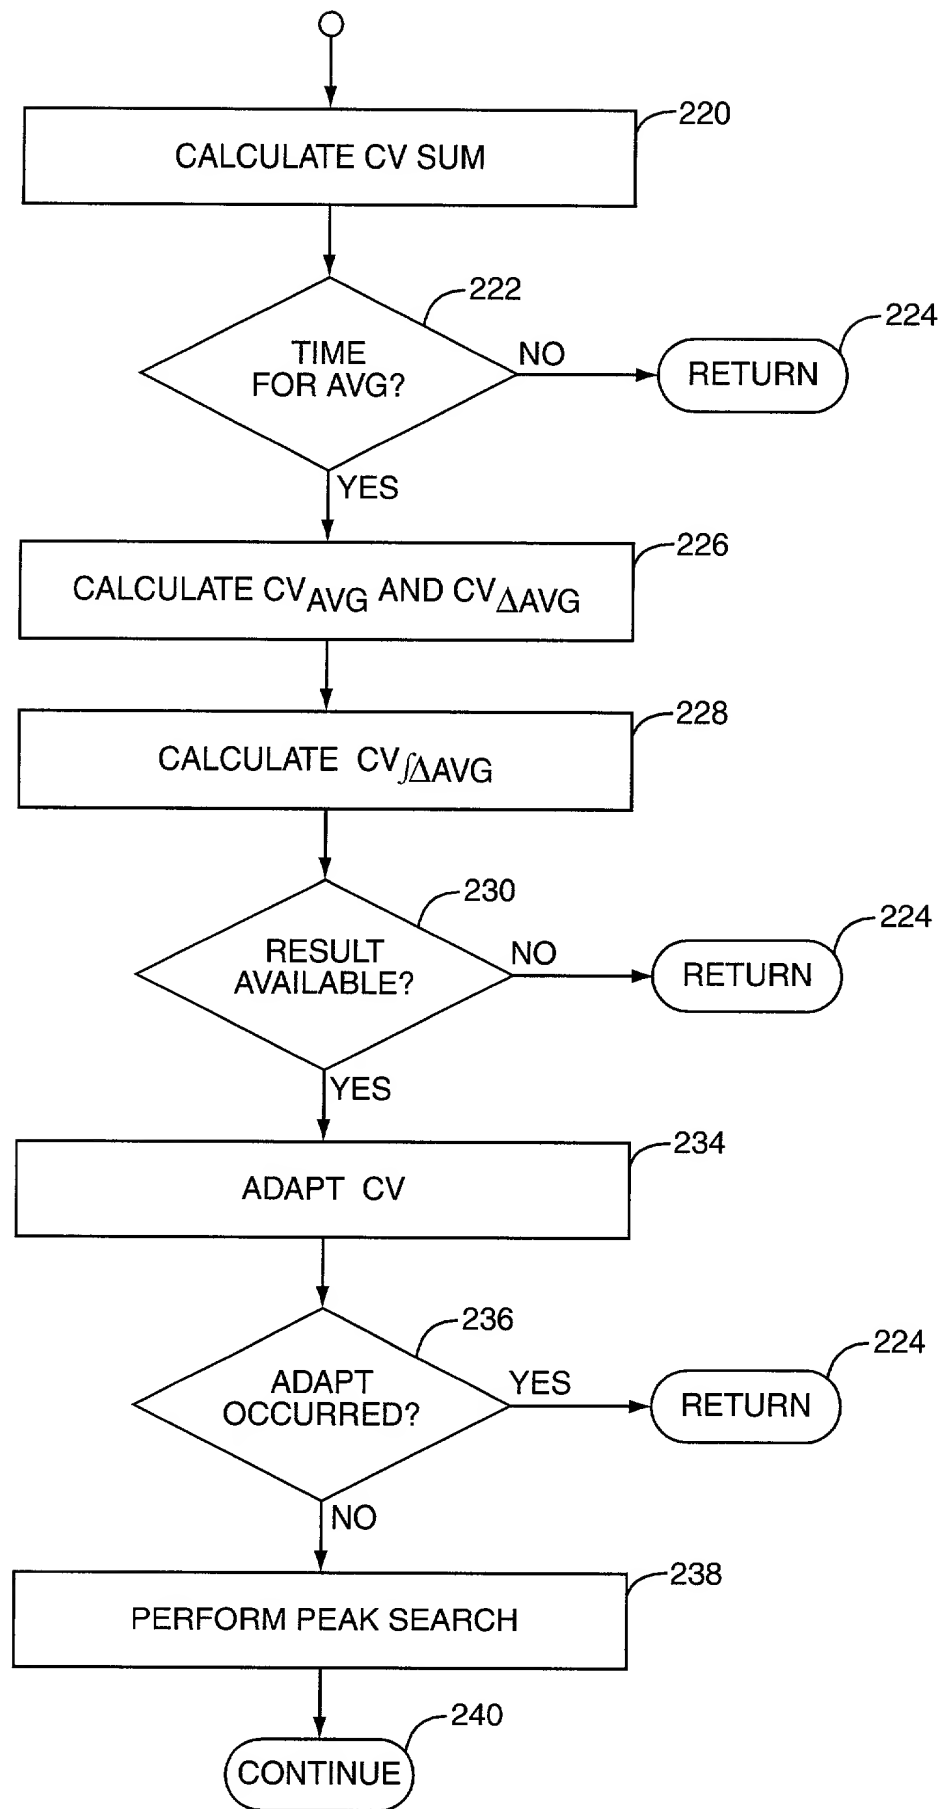 220
CALCULATE CV SUM
222
224
TIME
FOR AVG?
NO
RETURN
YES
226
CALCULATE CVAVG AND CVΔAVG
228
CALCULATE CV∫ΔAVG
230
224
RESULT
AVAILABLE?
NO
RETURN
YES
234
ADAPT CV
236
224
ADAPT
OCCURRED?
YES
RETURN
NO
238
PERFORM PEAK SEARCH
240
CONTINUE